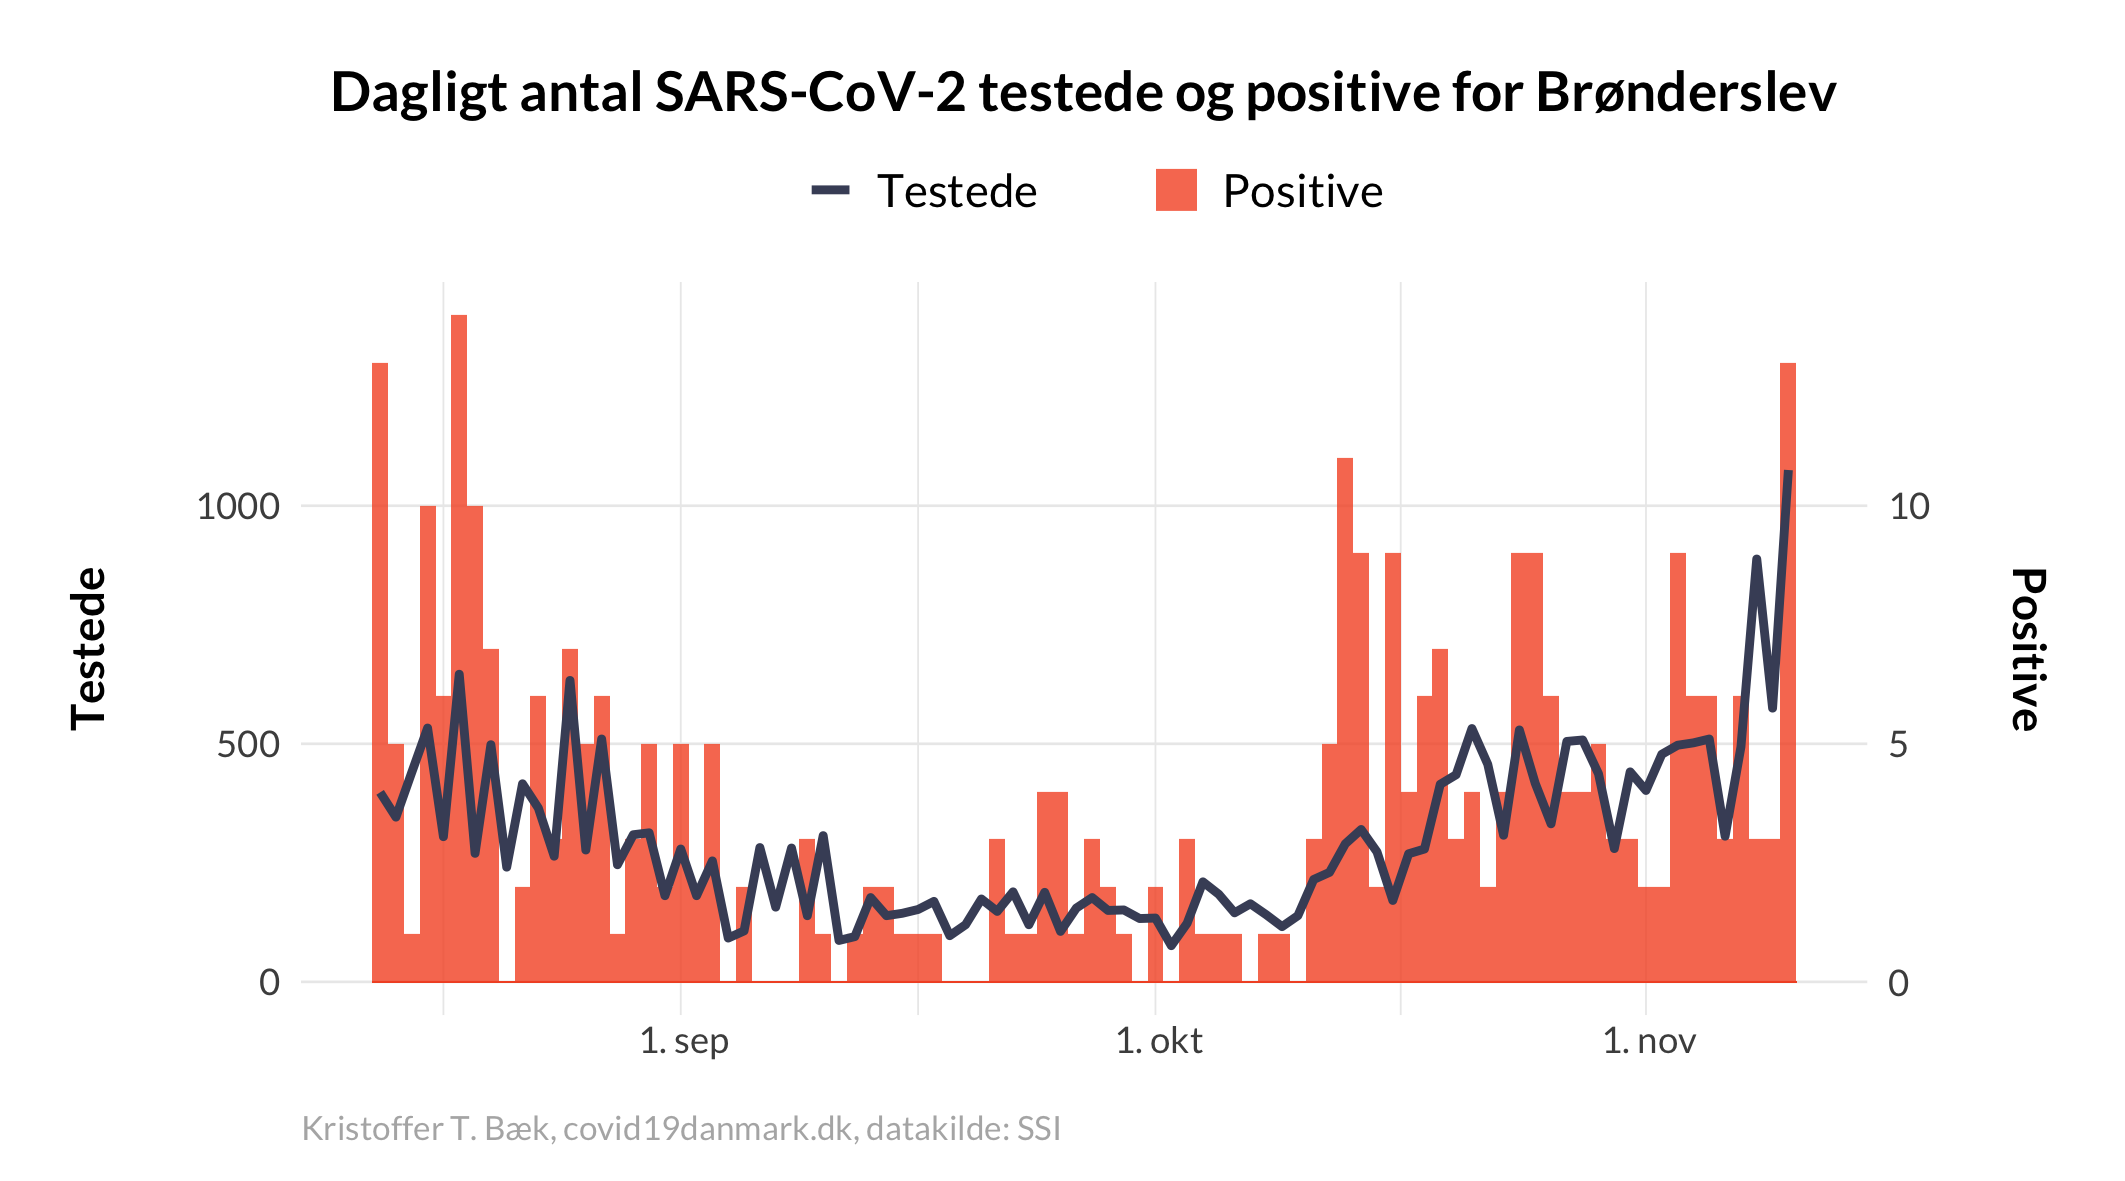 Dagligt antal SARS-CoV-2 testede og positive for Brønderslev
Testede Positive
1000
500
0
Testede
10
5
0
Positive
1. sep 1. okt 1. nov
Kristoffer T. Bæk, covid19danmark.dk, datakilde: SSI